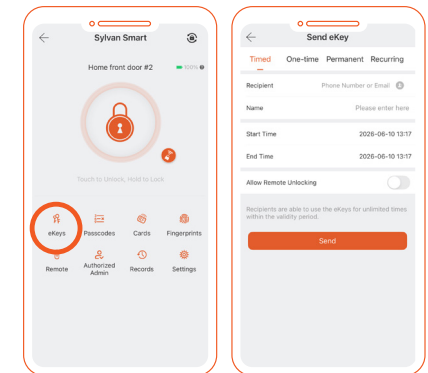 Sylvan Smart
Home front door #2
100%
Touch to Unlock, Hold to Lock
eKeys
Passcodes
Cards
Fingerprints
Remote
Authorized
Admin
Records
Settings
Send eKey
Timed
One-time
Permanent
Recurring
Recipient
Phone Number or Email
Name
Please enter here
Start Time
2026-06-10 13:17
End Time
2026-06-10 13:17
Allow Remote Unlocking
Recipients are able to use the eKeys for unlimited times
within the validity period.
Send